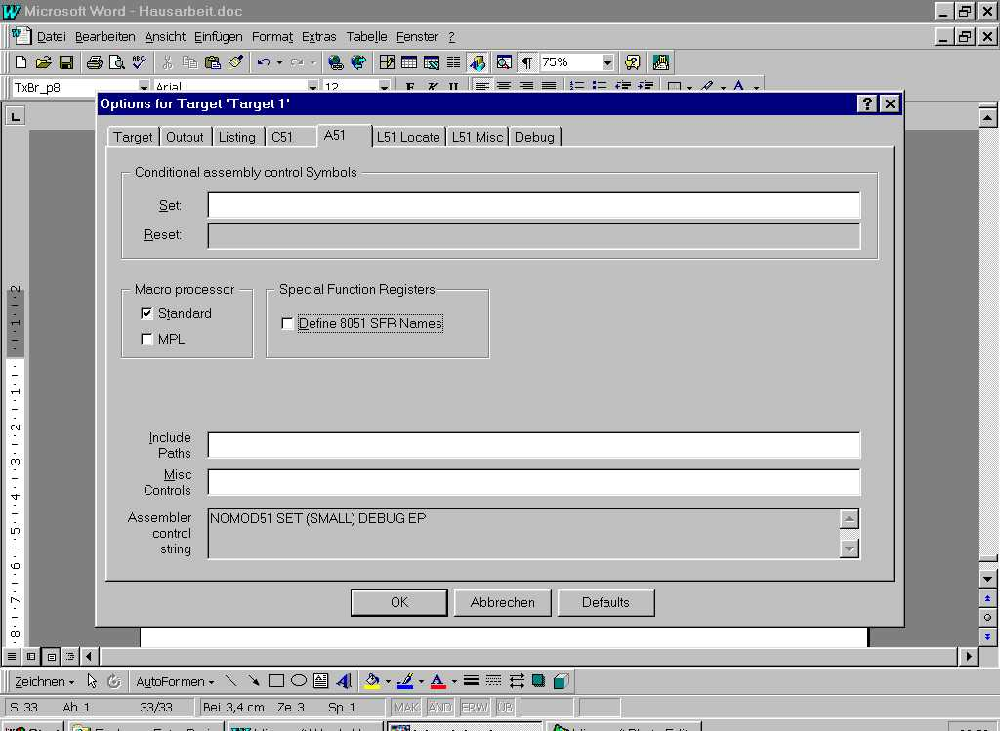 Microsoft Word - Hausarbeit.doc
Datei Bearbeiten Ansicht Einfügen Format Extras Tabelle Fenster ?
75%
TxBr_p8 Arial 12 F K U
Options for Target 'Target 1'
Target Output Listing C51 A51 L51 Locate L51 Misc Debug
Conditional assembly control Symbols
Set:
Reset:
Macro processor Special Function Registers
Standard Define 8051 SFR Names
MPL
Include
Paths
Misc
Controls
Assembler NOMOD51 SET (SMALL) DEBUG EP
control
string
OK Abbrechen Defaults
Zeichnen AutoFormen
S 33 Ab 1 33/33 Bei 3,4 cm Ze 3 Sp 1 MAK ÄND ERW ÜB